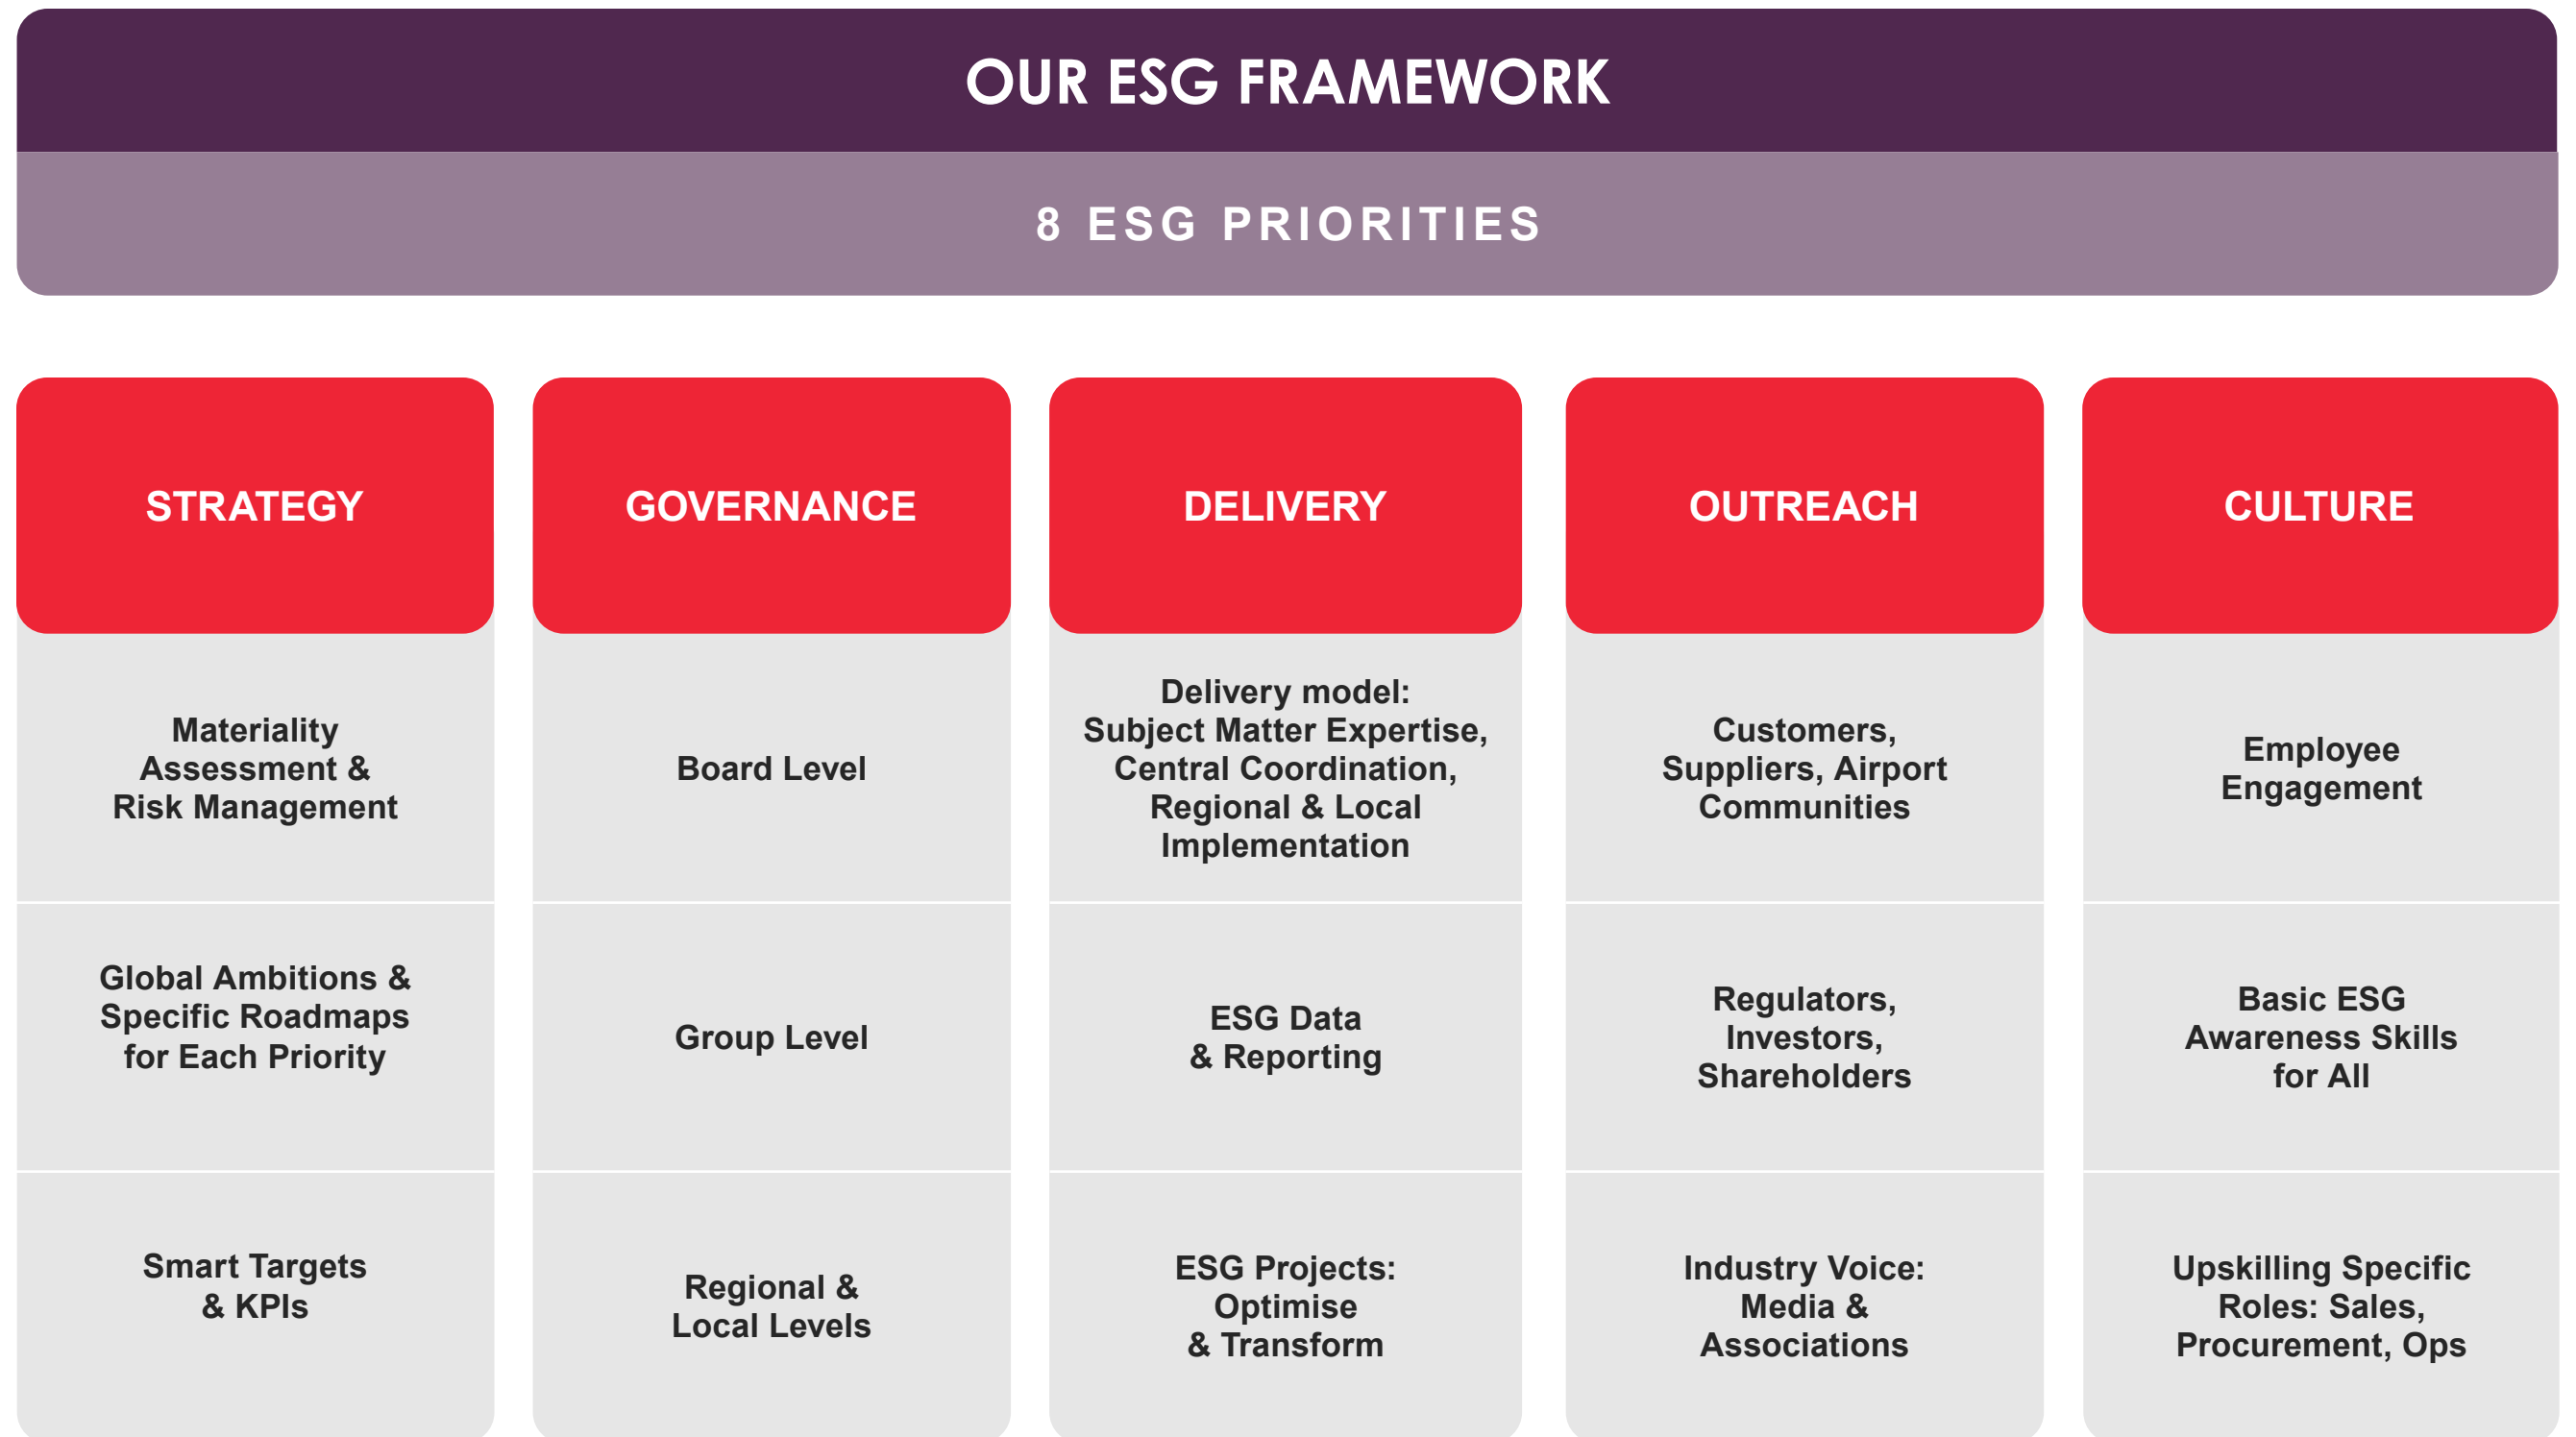 OUR ESG FRAMEWORK
8 ESG PRIORITIES
STRATEGY
Materiality
Assessment &
Risk Management
Global Ambitions &
Specific Roadmaps
for Each Priority
Smart Targets
& KPIs
GOVERNANCE
Board Level
Group Level
Regional &
Local Levels
DELIVERY
Delivery model:
Subject Matter Expertise,
Central Coordination,
Regional & Local
Implementation
ESG Data
& Reporting
ESG Projects:
Optimise
& Transform
OUTREACH
Customers,
Suppliers, Airport
Communities
Regulators,
Investors,
Shareholders
Industry Voice:
Media &
Associations
CULTURE
Employee
Engagement
Basic ESG
Awareness Skills
for All
Upskilling Specific
Roles: Sales,
Procurement, Ops